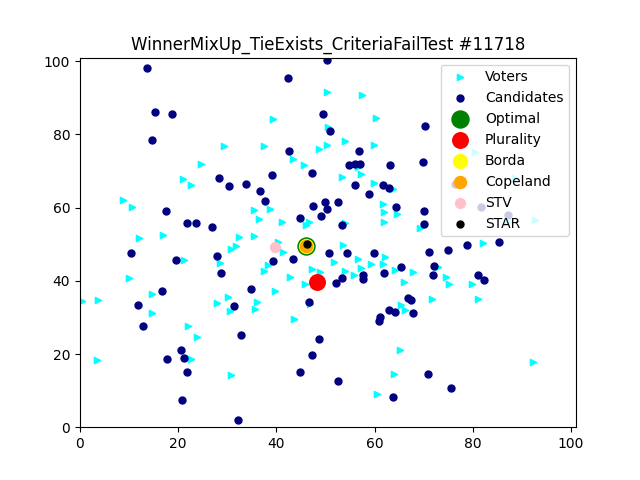 WinnerMixUp_TieExists_CriteriaFailTest #11718
100
80
60
40
20
0
0
20
40
60
80
100
Voters
Candidates
Optimal
Plurality
Borda
Copeland
STV
STAR